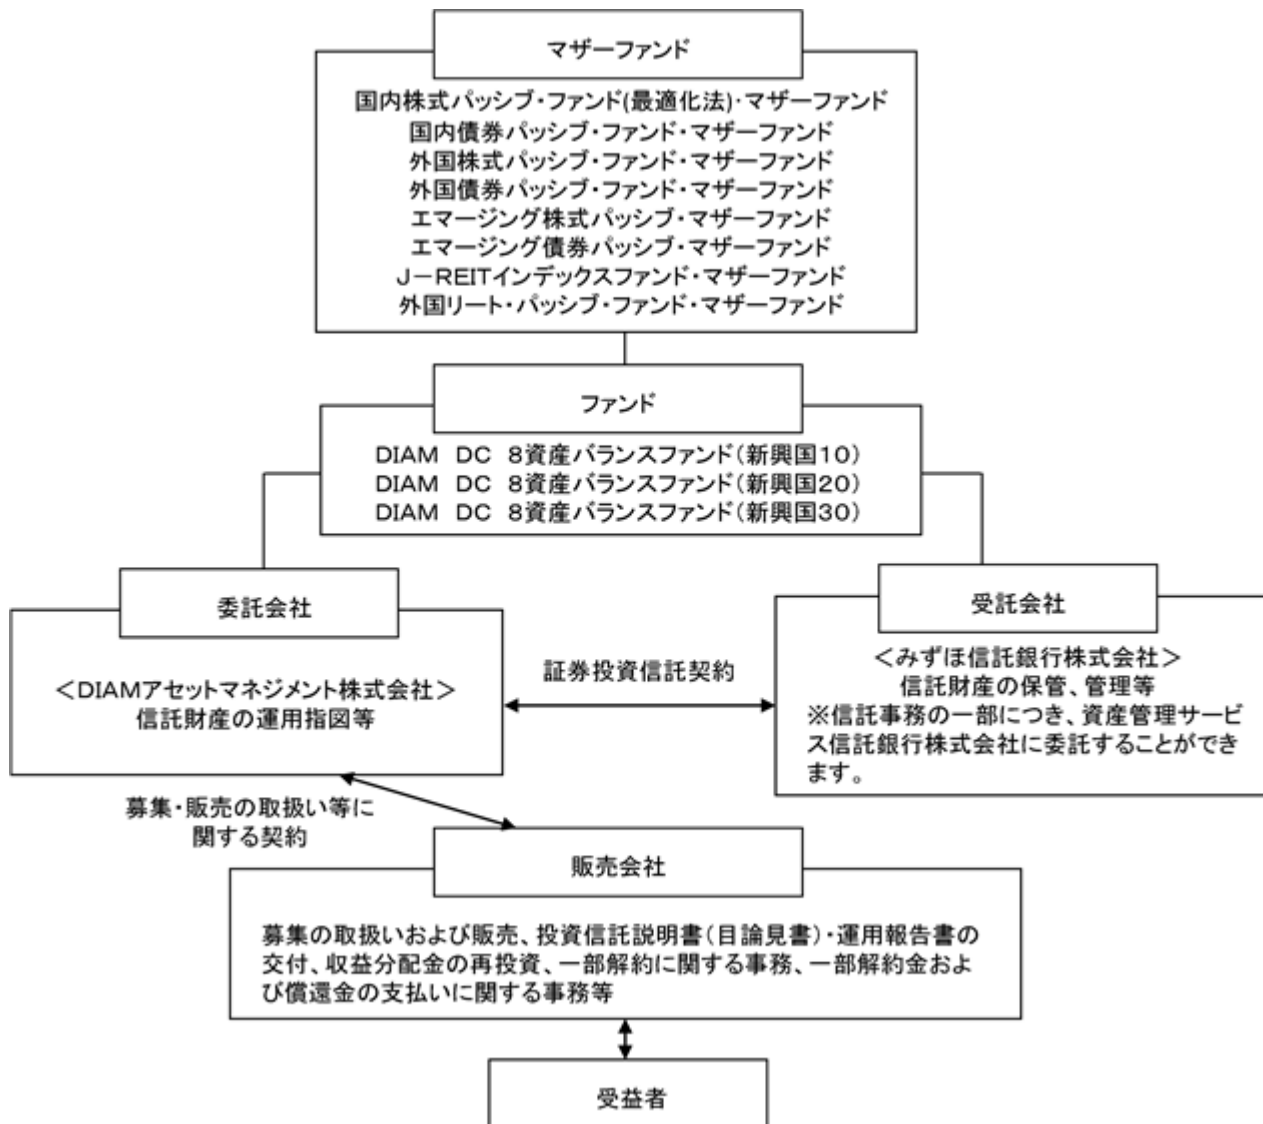 マザーファンド
国内株式パッシブ・ファンド(最適化法)・マザーファンド
国内債券パッシブ・ファンド・マザーファンド
外国株式パッシブ・ファンド・マザーファンド
外国債券パッシブ・ファンド・マザーファンド
エマージング株式パッシブ・マザーファンド
エマージング債券パッシブ・マザーファンド
J－REITインデックスファンド・マザーファンド
外国リート・パッシブ・ファンド・マザーファンド
ファンド
DIAM　DC　8資産バランスファンド（新興国10）
DIAM　DC　8資産バランスファンド（新興国20）
DIAM　DC　8資産バランスファンド（新興国30）
委託会社
＜DIAMアセットマネジメント株式会社＞
信託財産の運用指図等
証券投資信託契約
受託会社
＜みずほ信託銀行株式会社＞
信託財産の保管、管理等
※信託事務の一部につき、資産管理サービ
ス信託銀行株式会社に委託することができ
ます。
募集・販売の取扱い等に
関する契約
販売会社
募集の取扱いおよび販売、投資信託説明書（目論見書）・運用報告書の
交付、収益分配金の再投資、一部解約に関する事務、一部解約金およ
び償還金の支払いに関する事務等
受益者